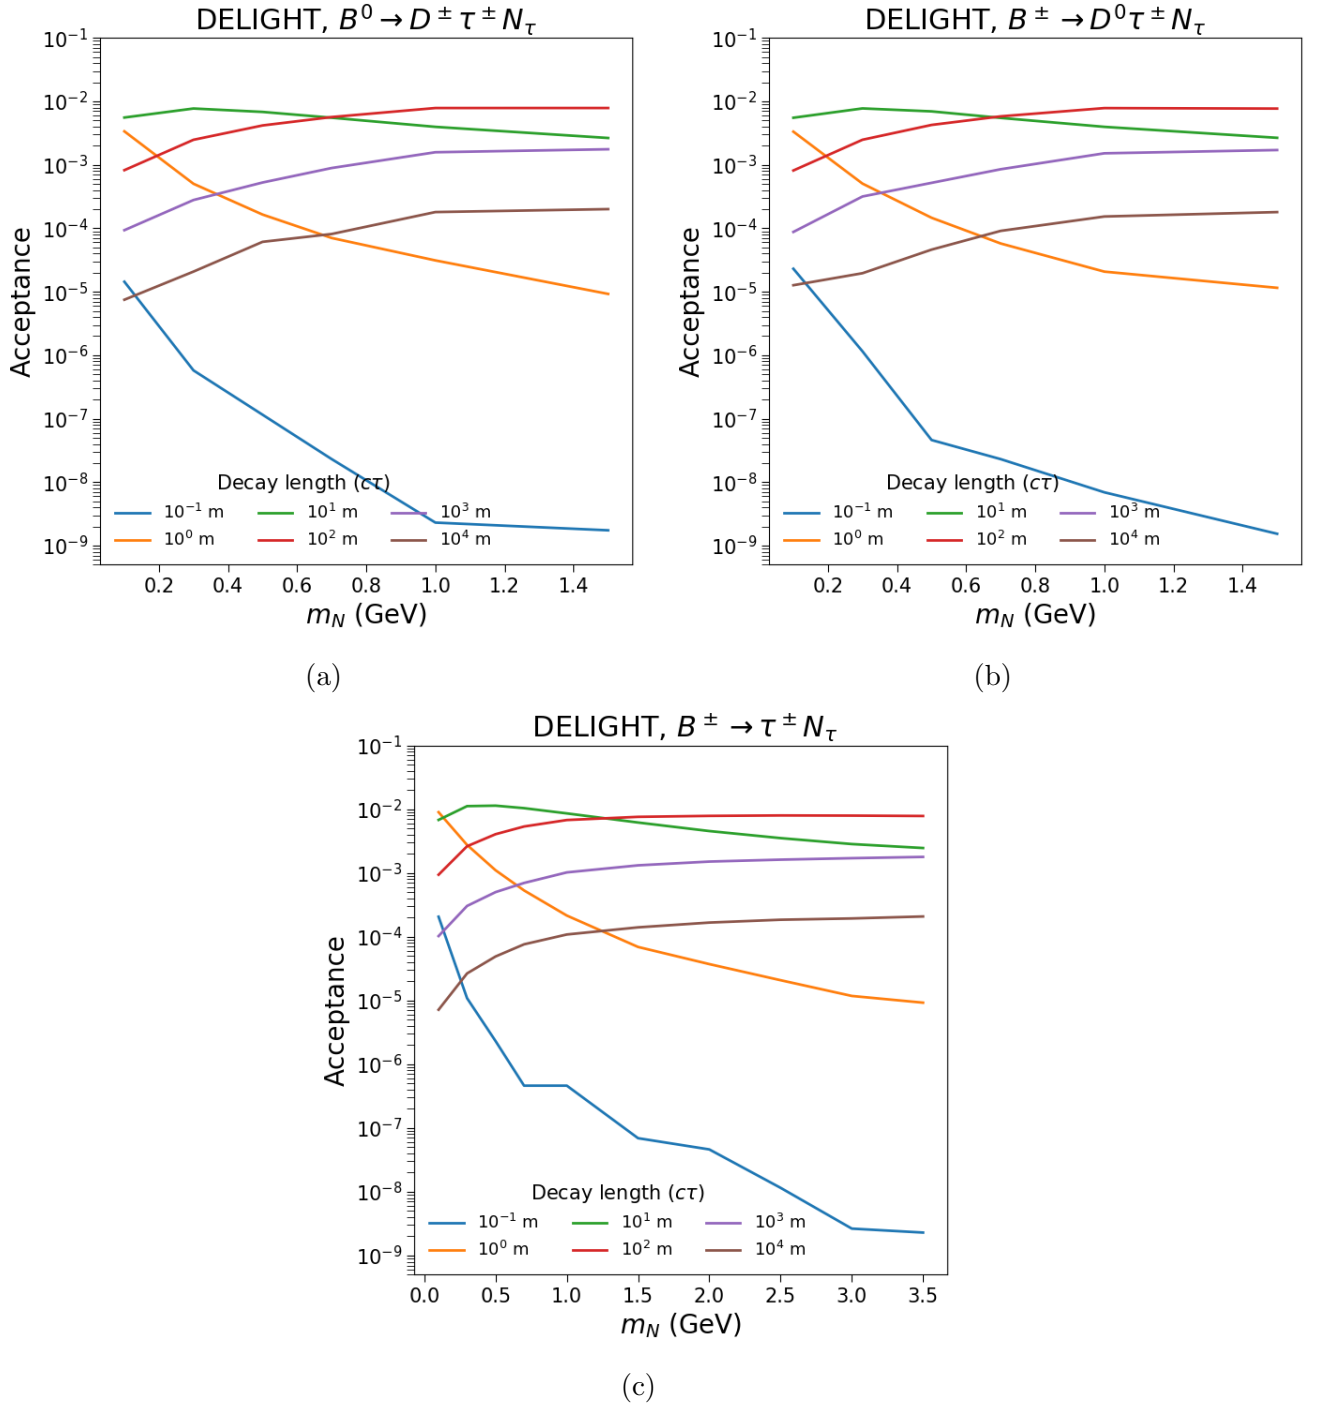 DELIGHT, B⁰ → D^± τ^± N_τ
Acceptance
10⁻¹
10⁻²
10⁻³
10⁻⁴
10⁻⁵
10⁻⁶
10⁻⁷
10⁻⁸
10⁻⁹
Decay length (cτ)
10⁻¹ m 10¹ m 10³ m
10⁰ m 10² m 10⁴ m
0.2 0.4 0.6 0.8 1.0 1.2 1.4
m_N (GeV)
(a)
DELIGHT, B^± → D⁰ τ^± N_τ
Acceptance
10⁻¹
10⁻²
10⁻³
10⁻⁴
10⁻⁵
10⁻⁶
10⁻⁷
10⁻⁸
10⁻⁹
Decay length (cτ)
10⁻¹ m 10¹ m 10³ m
10⁰ m 10² m 10⁴ m
0.2 0.4 0.6 0.8 1.0 1.2 1.4
m_N (GeV)
(b)
DELIGHT, B^± → τ^± N_τ
Acceptance
10⁻¹
10⁻²
10⁻³
10⁻⁴
10⁻⁵
10⁻⁶
10⁻⁷
10⁻⁸
10⁻⁹
Decay length (cτ)
10⁻¹ m 10¹ m 10³ m
10⁰ m 10² m 10⁴ m
0.0 0.5 1.0 1.5 2.0 2.5 3.0 3.5
m_N (GeV)
(c)